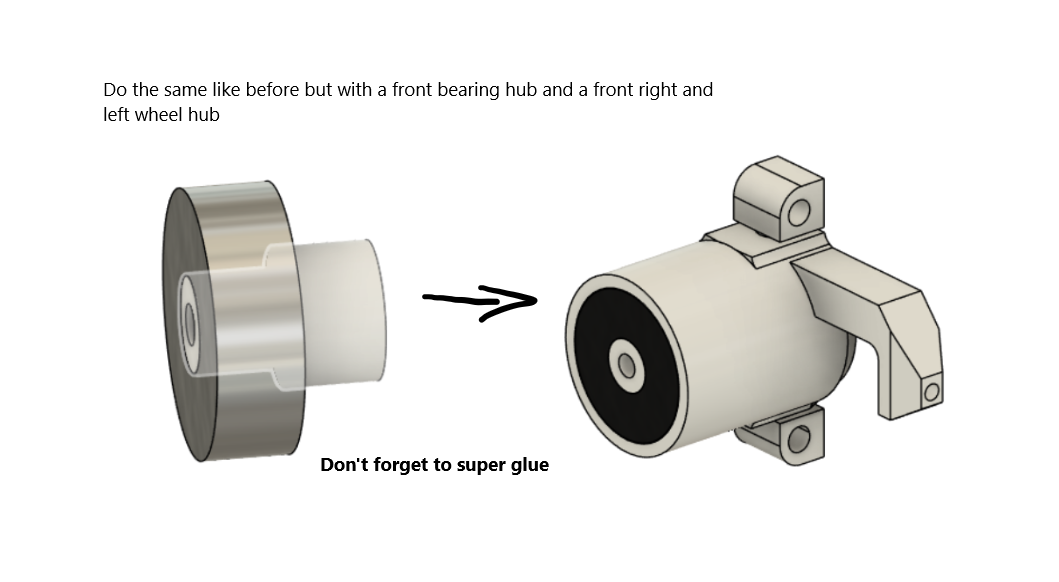 Do the same like before but with a front bearing hub and a front right and
left wheel hub
Don't forget to super glue